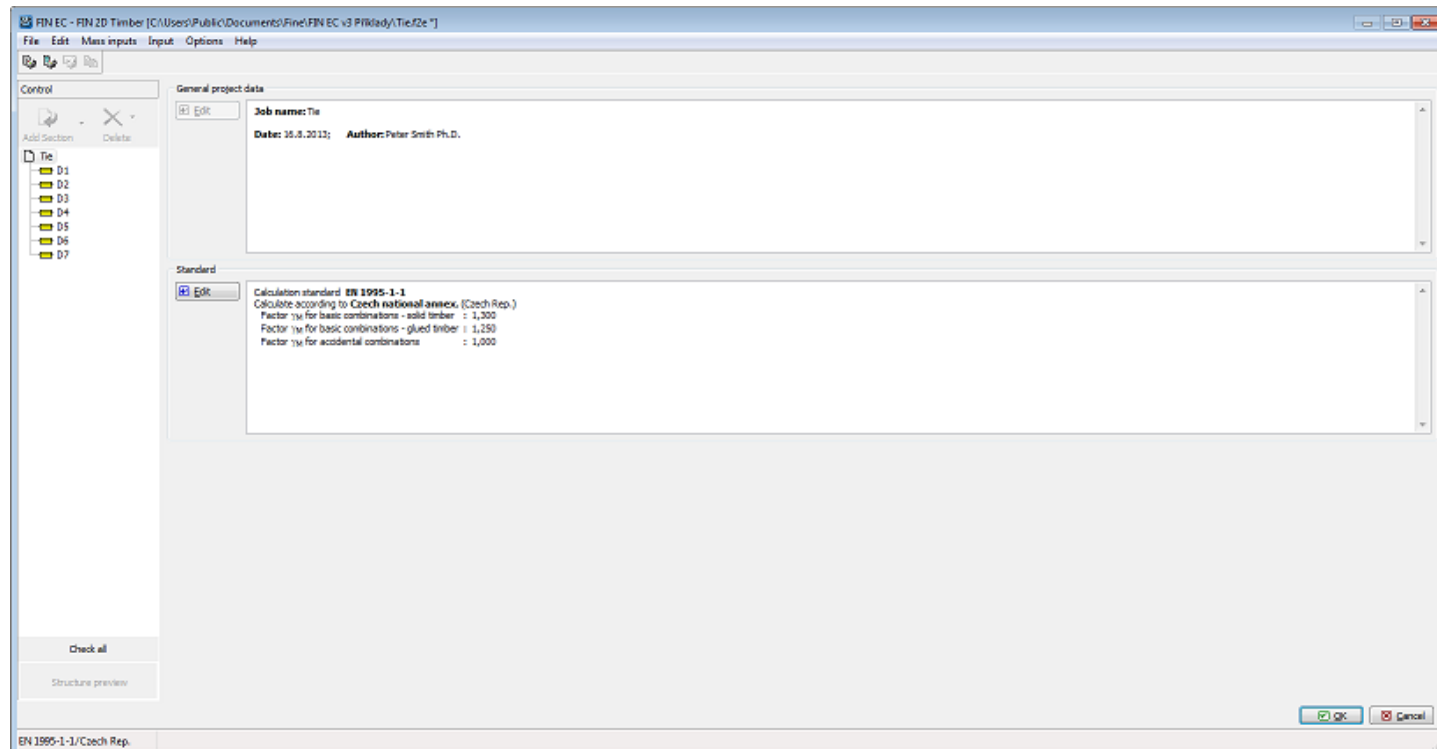 FIN EC - FIN 2D Timber [C:\Users\Public\Documents\Fine\FIN EC v3 Příklady\Tie.f2e *]
File Edit Mass inputs Input Options Help
Control
Add Section Delete
Tie
D1
D2
D3
D4
D5
D6
D7
Check all
Structure preview
General project data
Edit
Job name: Tie
Date: 16.8.2013; Author: Peter Smith Ph.D.
Standard
Edit
Calculation standard EN 1995-1-1
Calculate according to Czech national annex. (Czech Rep.)
Factor γM for basic combinations - solid timber : 1,300
Factor γM for basic combinations - glued timber : 1,250
Factor γM for accidental combinations : 1,000
OK Cancel
EN 1995-1-1/Czech Rep.